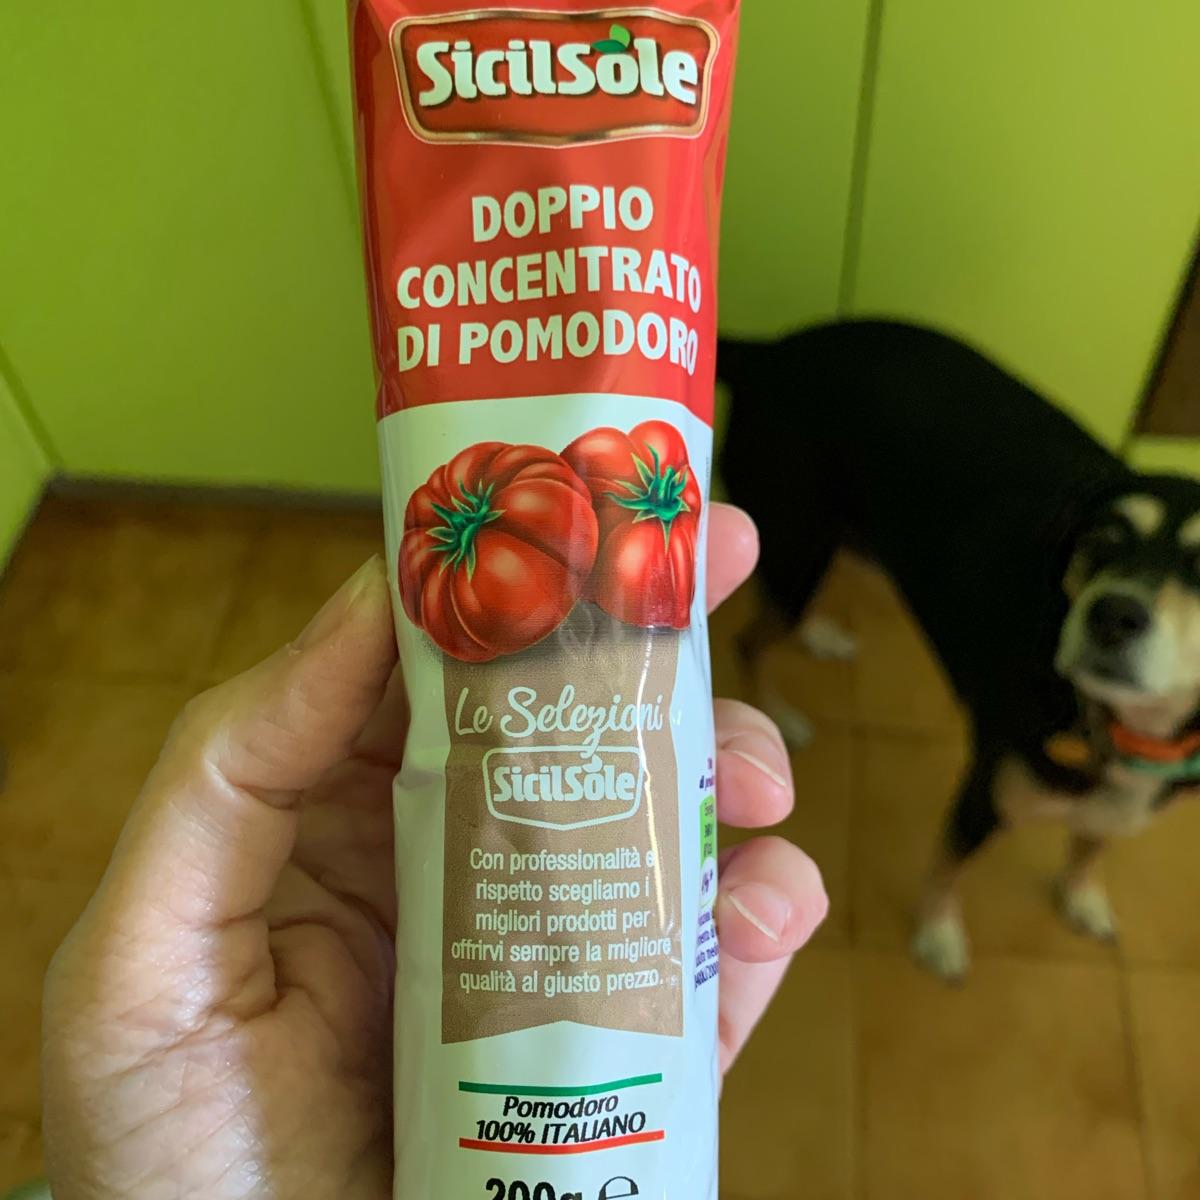 SicilSole
DOPPIO
CONCENTRATO
DI POMODORO
Le Selezioni
SicilSole
Con professionalità e
rispetto scegliamo i
migliori prodotti per
offrirvi sempre la migliore
qualità al giusto prezzo.
Pomodoro
100% ITALIANO
200g e